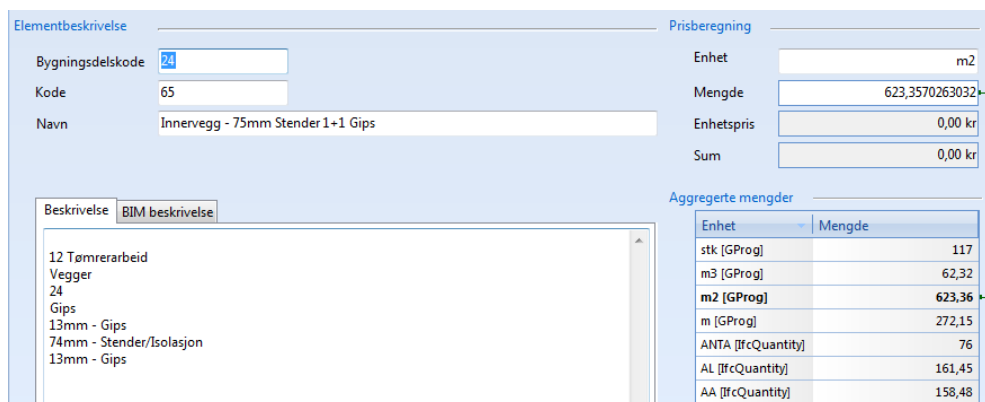 Elementbeskrivelse
Bygningsdelskode 24
Kode 65
Navn Innervegg - 75mm Stender 1+1 Gips
Prisberegning
Enhet m2
Mengde 623,3570263032
Enhetspris 0,00 kr
Sum 0,00 kr
Beskrivelse BIM beskrivelse
12 Tømrerarbeid
Vegger
24
Gips
13mm - Gips
74mm - Stender/Isolasjon
13mm - Gips
Aggregerte mengder
Enhet Mengde
stk [GProg] 117
m3 [GProg] 62,32
m2 [GProg] 623,36
m [GProg] 272,15
ANTA [IfcQuantity] 76
AL [IfcQuantity] 161,45
AA [IfcQuantity] 158,48